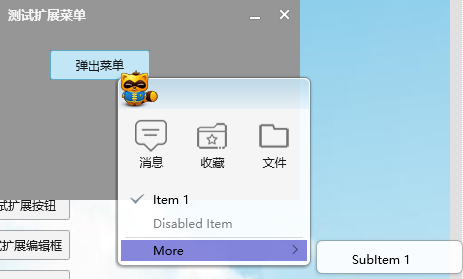 测试扩展菜单
弹出菜单
消息 收藏 文件
Item 1
试扩展按钮
Disabled Item
式扩展编辑框
More
SubItem 1